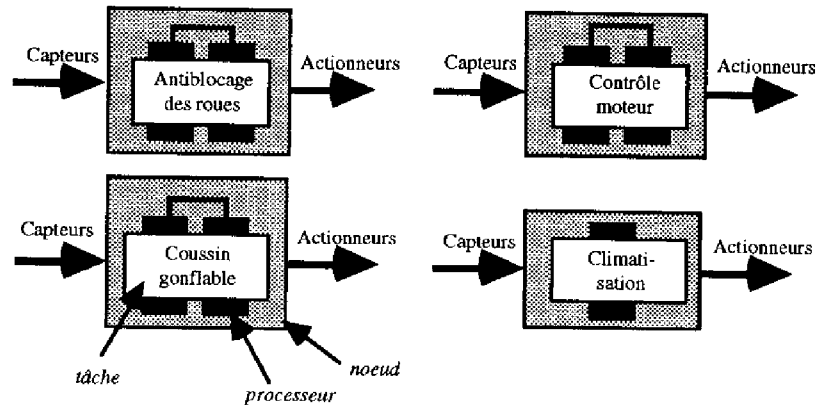 Capteurs
Antiblocage
des roues
Actionneurs
Capteurs
Contrôle
moteur
Actionneurs
Capteurs
Coussin
gonflable
Actionneurs
Capteurs
Climati-
sation
Actionneurs
tâche
processeur
noeud